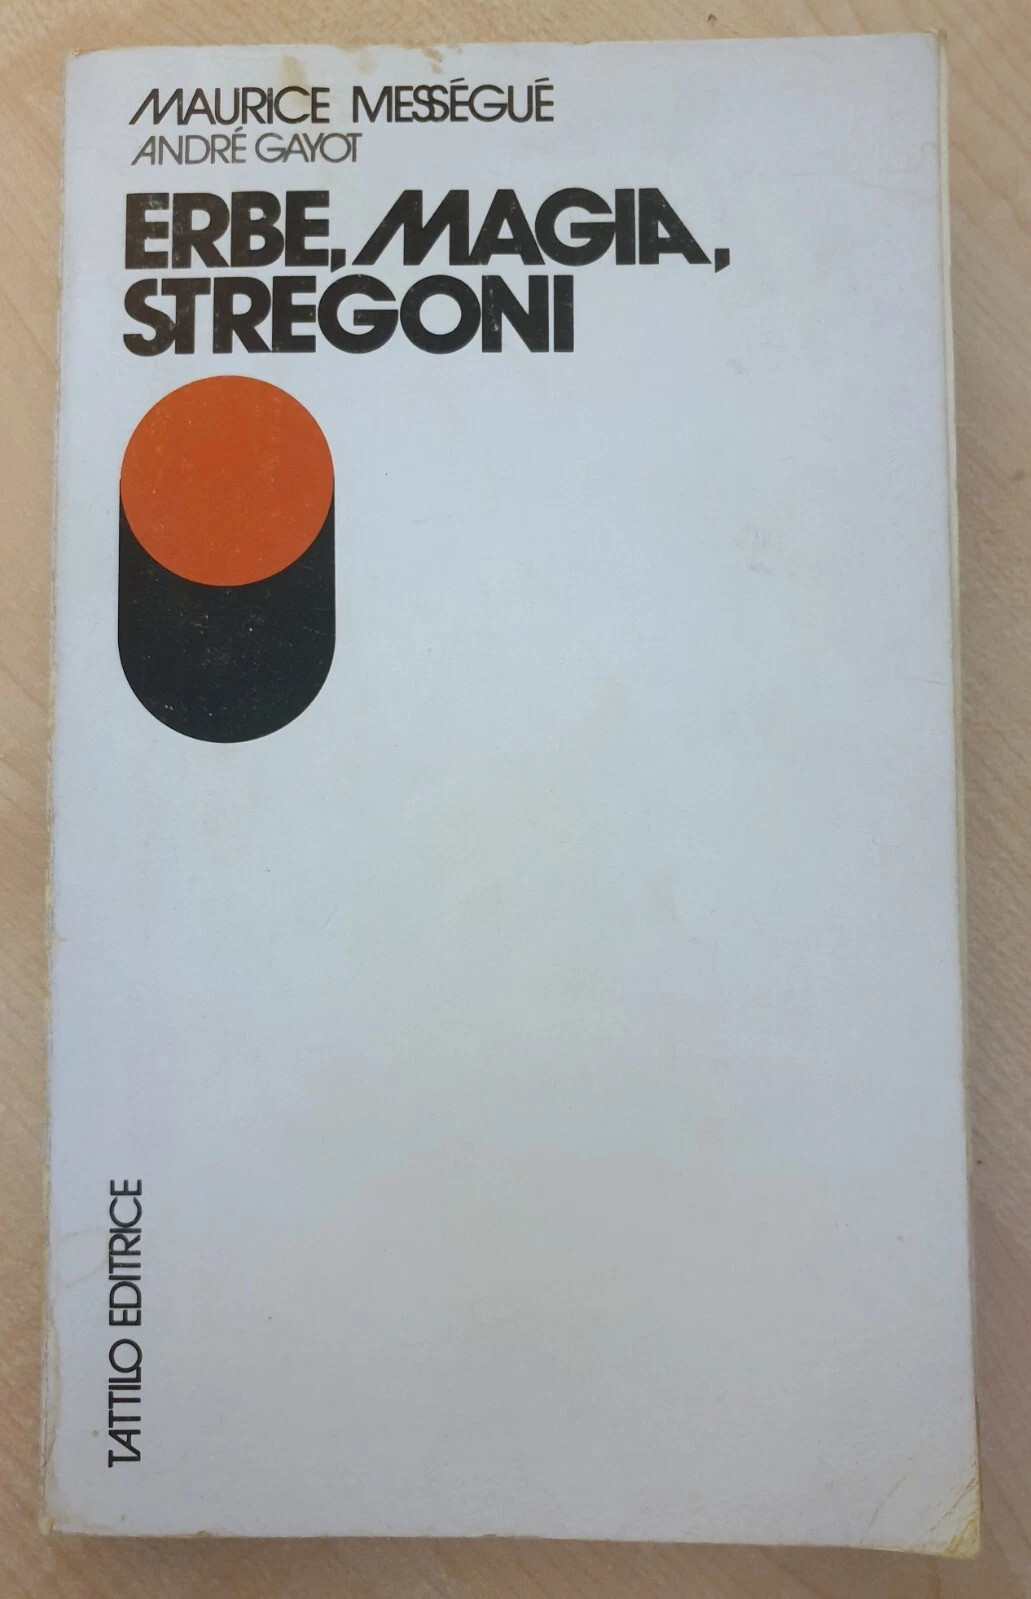 MAURICE MESSÉGUÉ
ANDRÉ GAYOT
ERBE, MAGIA,
STREGONI
TATTILO EDITRICE